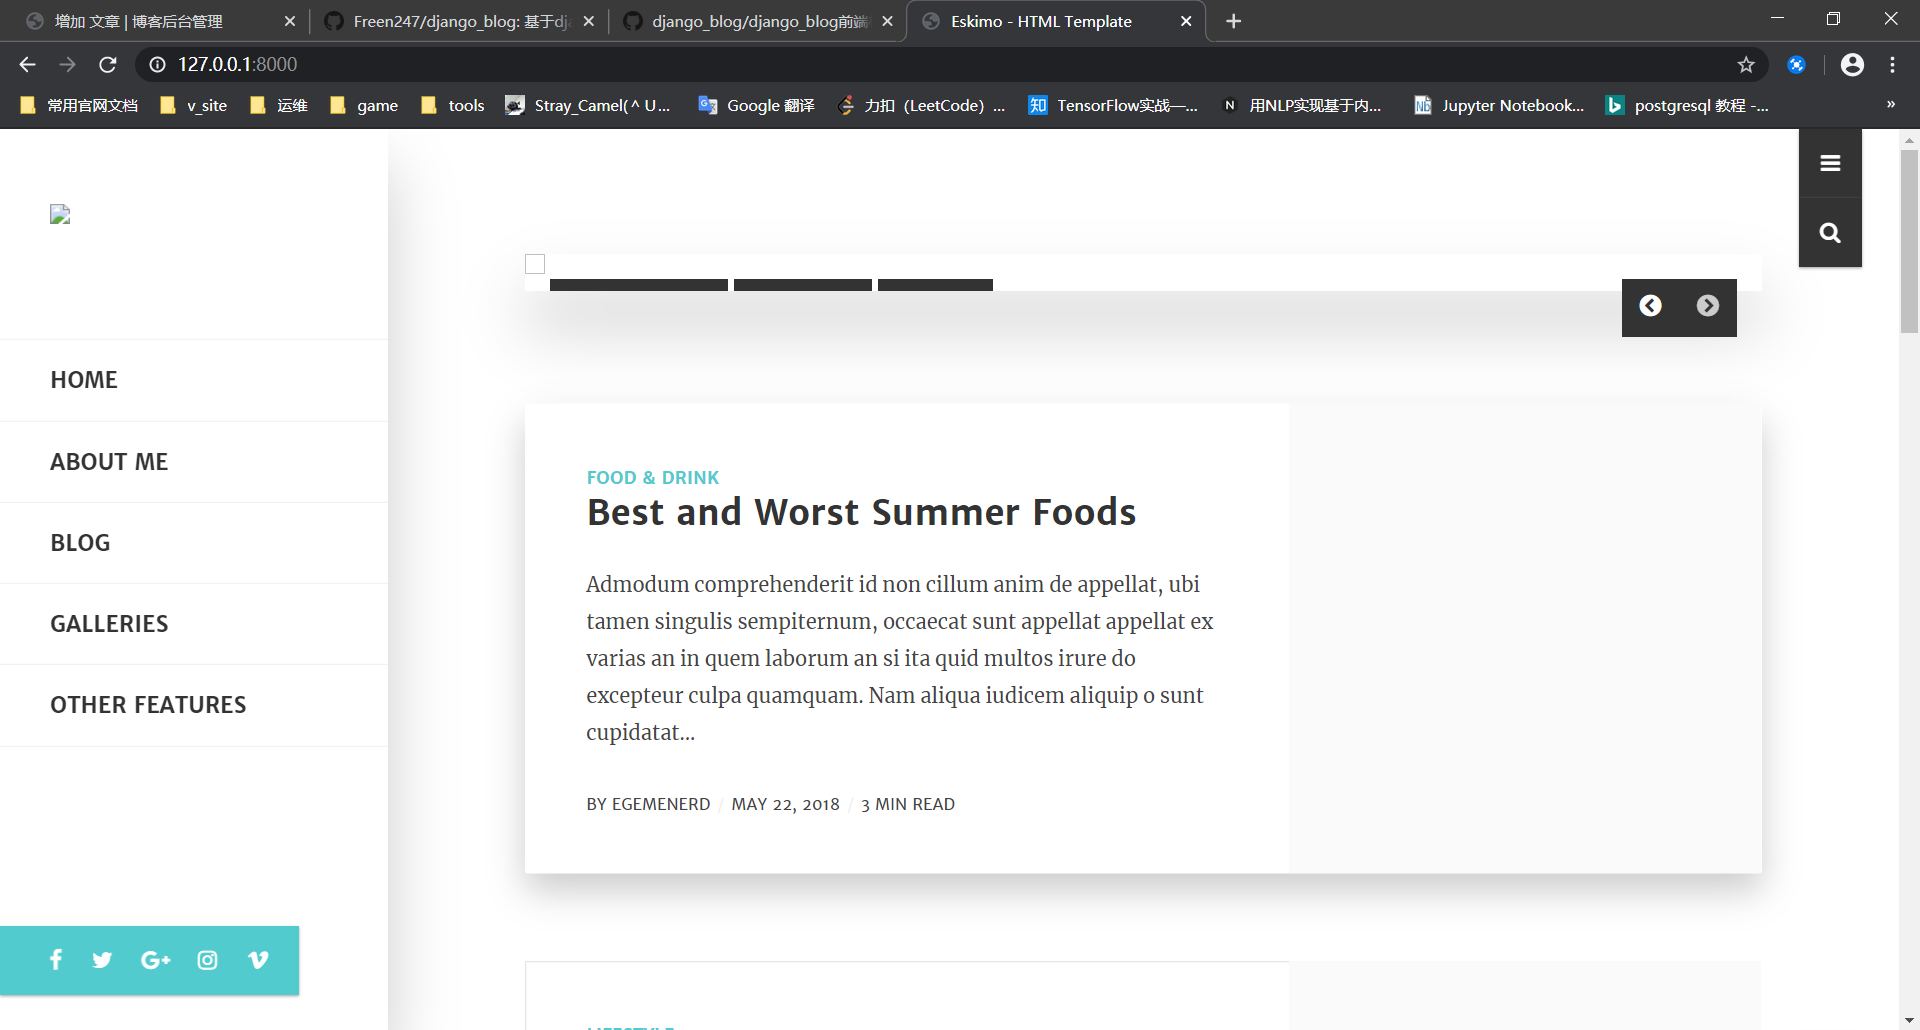 增加 文章 | 博客后台管理
Freen247/django_blog: 基于dj
django_blog/django_blog前端
Eskimo - HTML Template
127.0.0.1:8000
常用官网文档
v_site
运维
game
tools
Stray_Camel(^ U...
Google 翻译
力扣（LeetCode）...
TensorFlow实战—...
用NLP实现基于内...
Jupyter Notebook...
postgresql 教程 -...
»
HOME
ABOUT ME
BLOG
GALLERIES
OTHER FEATURES
FOOD & DRINK
Best and Worst Summer Foods
Admodum comprehenderit id non cillum anim de appellat, ubi
tamen singulis sempiternum, occaecat sunt appellat appellat ex
varias an in quem laborum an si ita quid multos irure do
excepteur culpa quamquam. Nam aliqua iudicem aliquip o sunt
cupidatat...
BY EGEMENERD / MAY 22, 2018 / 3 MIN READ
LIFESTYLE